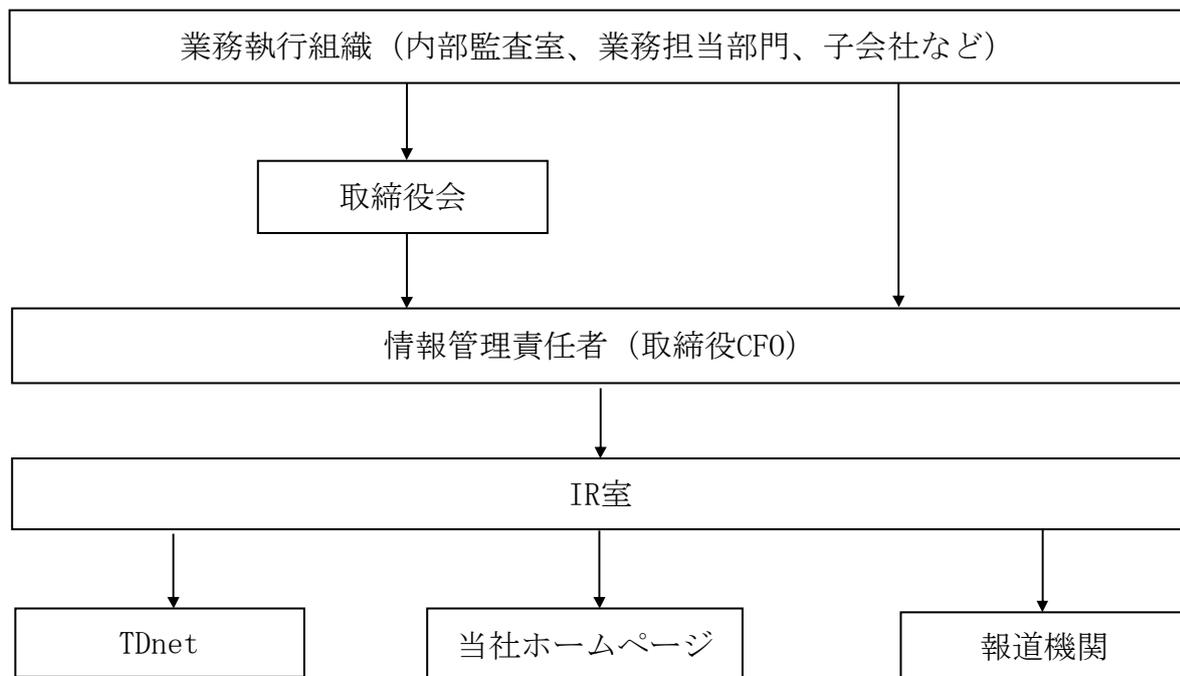 業務執行組織（内部監査室、業務担当部門、子会社など）
取締役会
情報管理責任者（取締役CFO）
IR室
TDnet
当社ホームページ
報道機関